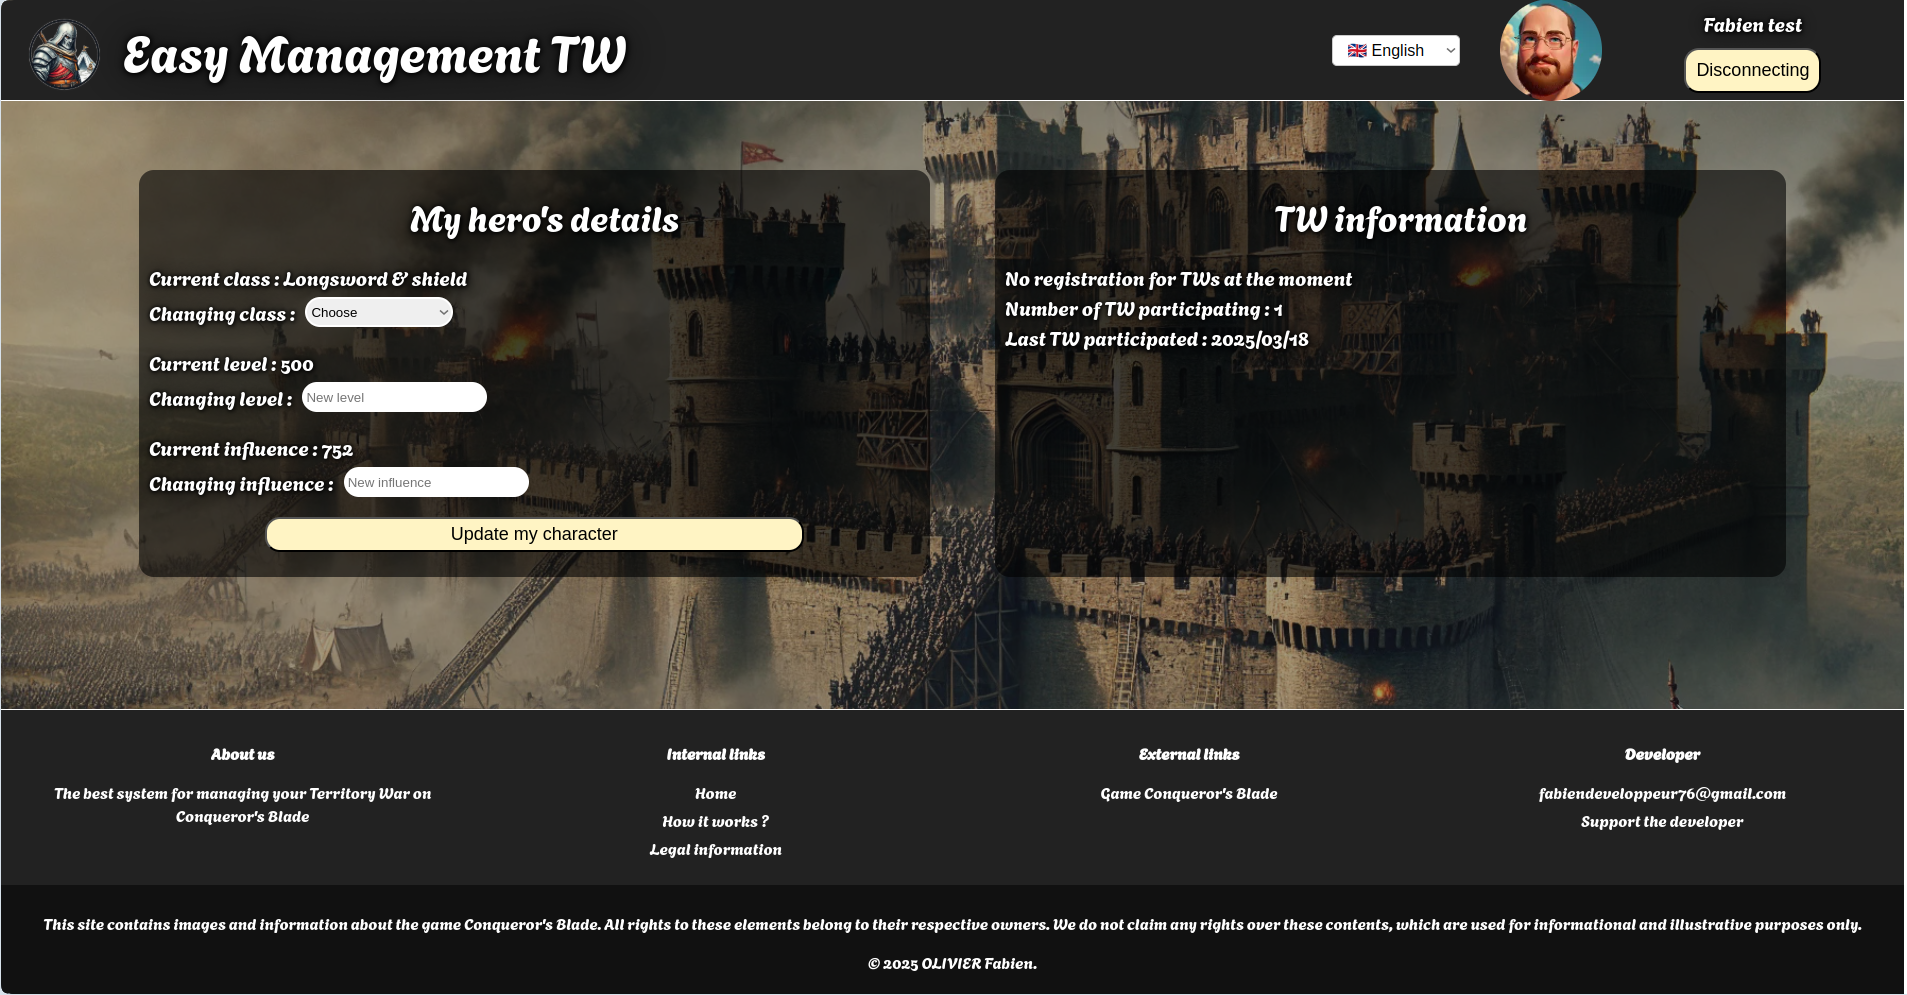 Easy Management TW
🇬🇧 English
Fabien test
Disconnecting
My hero's details
Current class : Longsword & shield
Changing class : Choose
Current level : 500
Changing level : New level
Current influence : 752
Changing influence : New influence
Update my character
TW information
No registration for TWs at the moment
Number of TW participating : 1
Last TW participated : 2025/03/18
About us
The best system for managing your Territory War on
Conqueror's Blade
Internal links
Home
How it works ?
Legal information
External links
Game Conqueror's Blade
Developer
fabiendeveloppeur76@gmail.com
Support the developer
This site contains images and information about the game Conqueror's Blade. All rights to these elements belong to their respective owners. We do not claim any rights over these contents, which are used for informational and illustrative purposes only.
© 2025 OLIVIER Fabien.